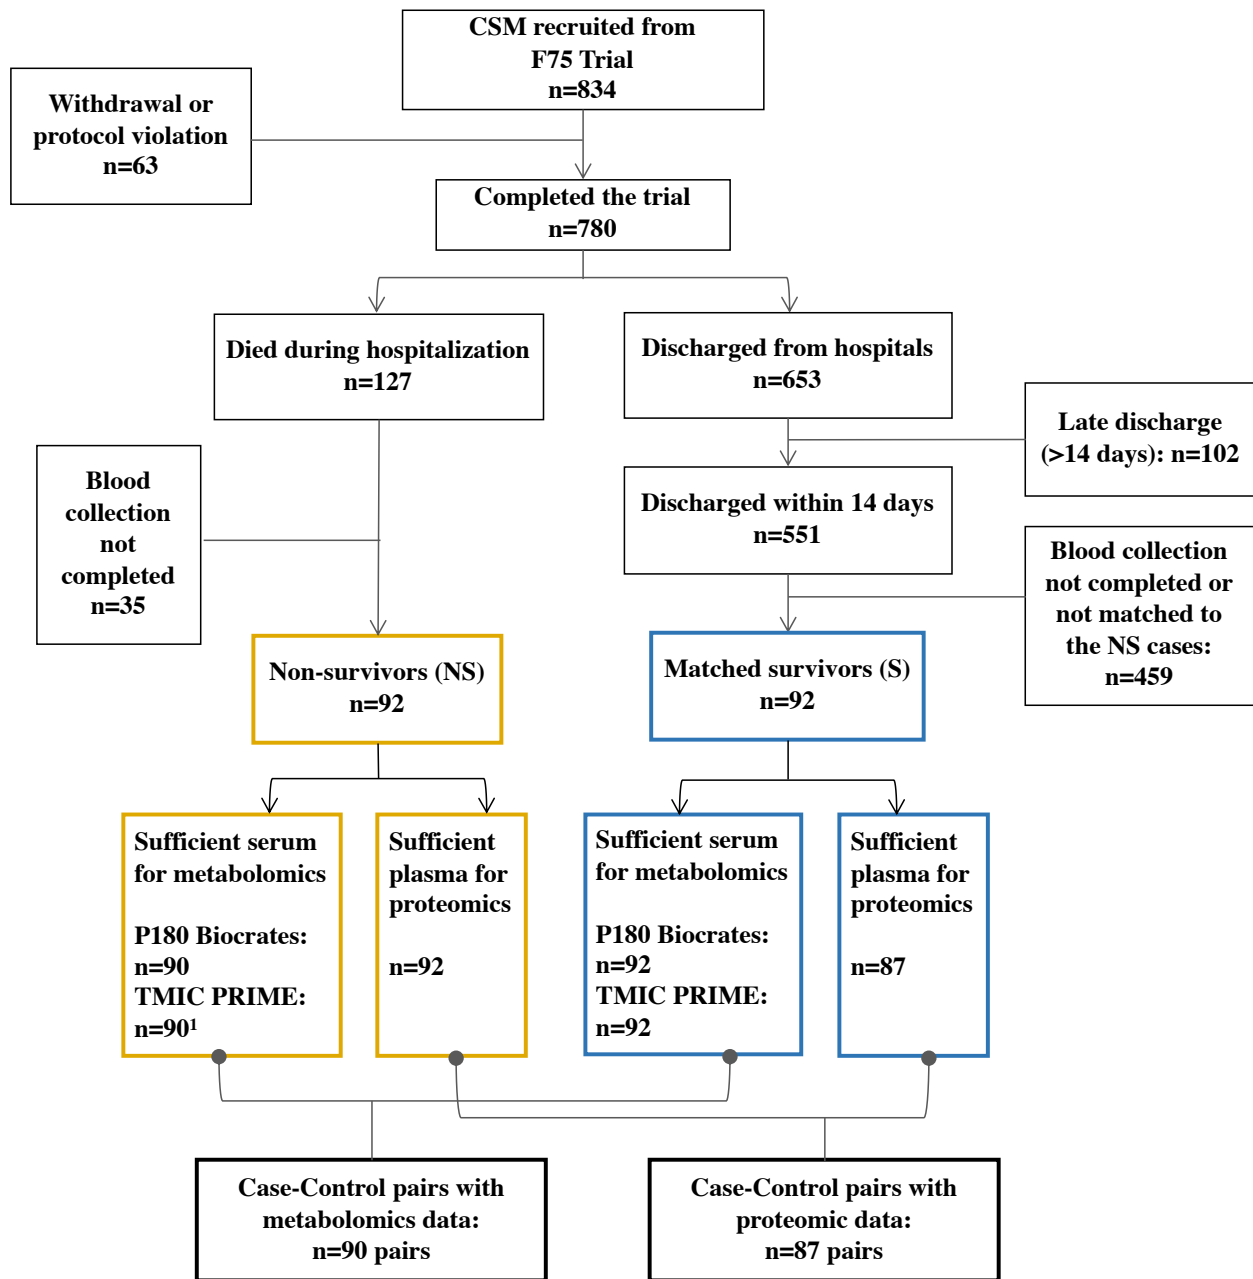 CSM recruited from
F75 Trial
n=834
Withdrawal or
protocol violation
n=63
Completed the trial
n=780
Died during hospitalization
n=127
Discharged from hospitals
n=653
Late discharge
(>14 days): n=102
Blood
collection
not
completed
n=35
Discharged within 14 days
n=551
Blood collection
not completed or
not matched to
the NS cases:
n=459
Non-survivors (NS)
n=92
Matched survivors (S)
n=92
Sufficient serum
for metabolomics
P180 Biocrates:
n=90
TMIC PRIME:
n=90¹
Sufficient
plasma for
proteomics
n=92
Sufficient serum
for metabolomics
P180 Biocrates:
n=92
TMIC PRIME:
n=92
Sufficient
plasma for
proteomics
n=87
Case-Control pairs with
metabolomics data:
n=90 pairs
Case-Control pairs with
proteomic data:
n=87 pairs